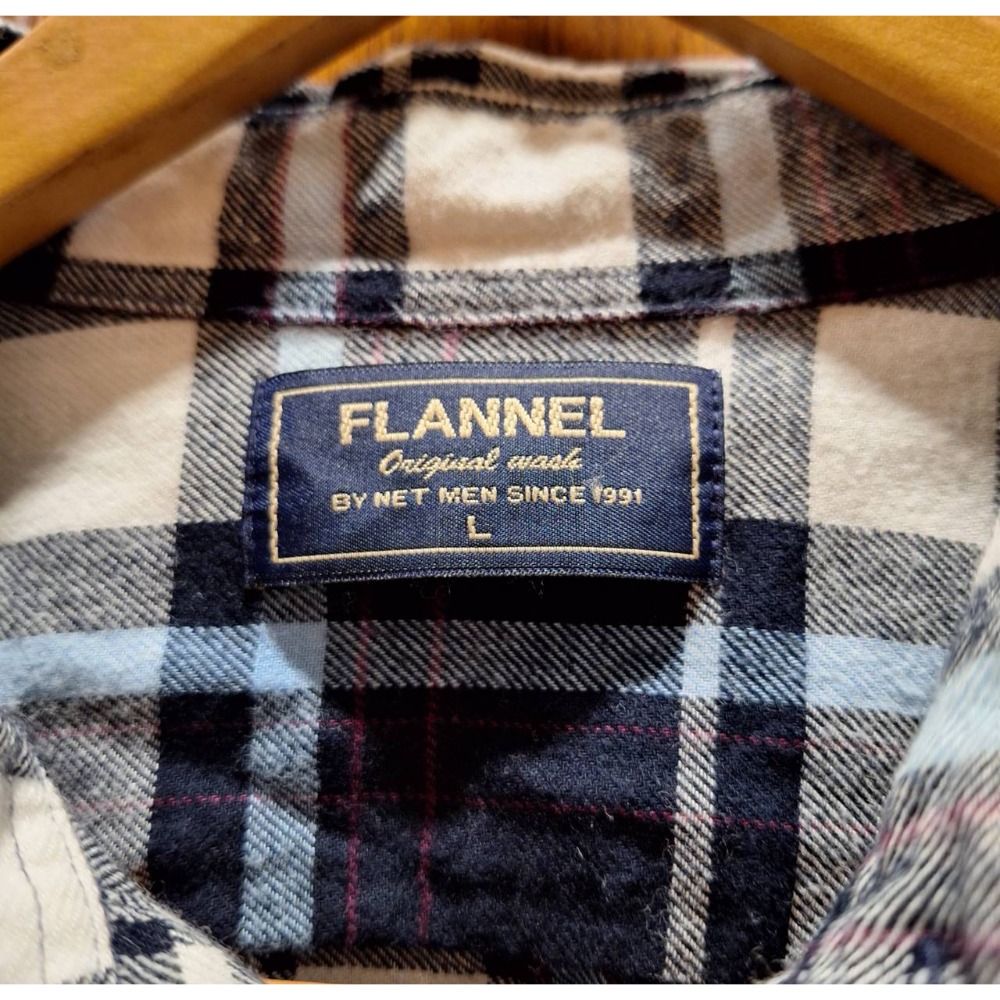 FLANNEL
Original wash
BY NET MEN SINCE 1991
L